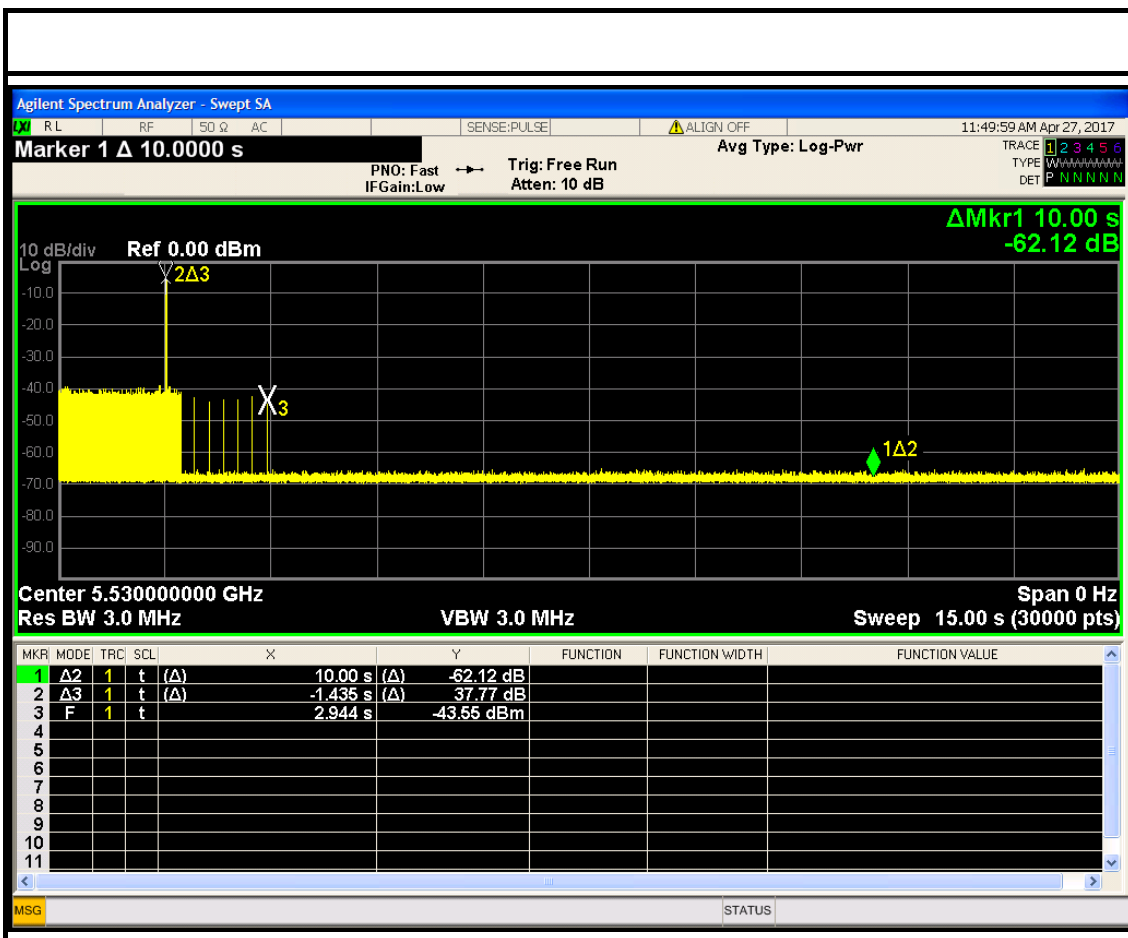 Agilent Spectrum Analyzer - Swept SA
LXI RL RF 50 Ω AC SENSE:PULSE ALIGN OFF 11:49:59 AM Apr 27, 2017
Marker 1 Δ 10.0000 s
PNO: Fast
IFGain:Low
Trig: Free Run
Atten: 10 dB
Avg Type: Log-Pwr
TRACE 1 2 3 4 5 6
TYPE WWWWWWW
DET P N N N N N
ΔMkr1 10.00 s
-62.12 dB
10 dB/div Ref 0.00 dBm
Log
2Δ3
-10.0
-20.0
-30.0
-40.0
3
-50.0
-60.0
1Δ2
-70.0
-80.0
-90.0
Center 5.530000000 GHz Span 0 Hz
Res BW 3.0 MHz VBW 3.0 MHz Sweep 15.00 s (30000 pts)
MKR MODE TRC SCL X Y FUNCTION FUNCTION WIDTH FUNCTION VALUE
1 Δ2 1 t (Δ) 10.00 s (Δ) -62.12 dB
2 Δ3 1 t (Δ) -1.435 s (Δ) 37.77 dB
3 F 1 t 2.944 s -43.55 dBm
4
5
6
7
8
9
10
11
MSG STATUS